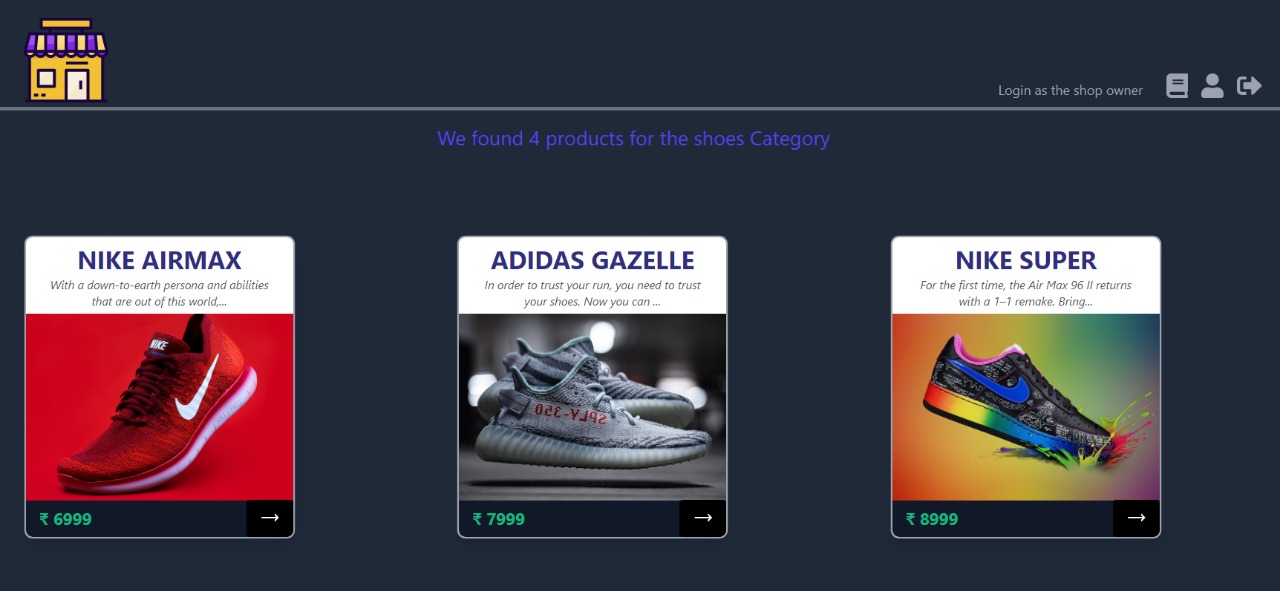 Login as the shop owner
We found 4 products for the shoes Category
NIKE AIRMAX
With a down-to-earth persona and abilities
that are out of this world,...
NIKE
₹ 6999
→
ADIDAS GAZELLE
In order to trust your run, you need to trust
your shoes. Now you can ...
SPLY-350
₹ 7999
→
NIKE SUPER
For the first time, the Air Max 96 II returns
with a 1–1 remake. Bring...
₹ 8999
→